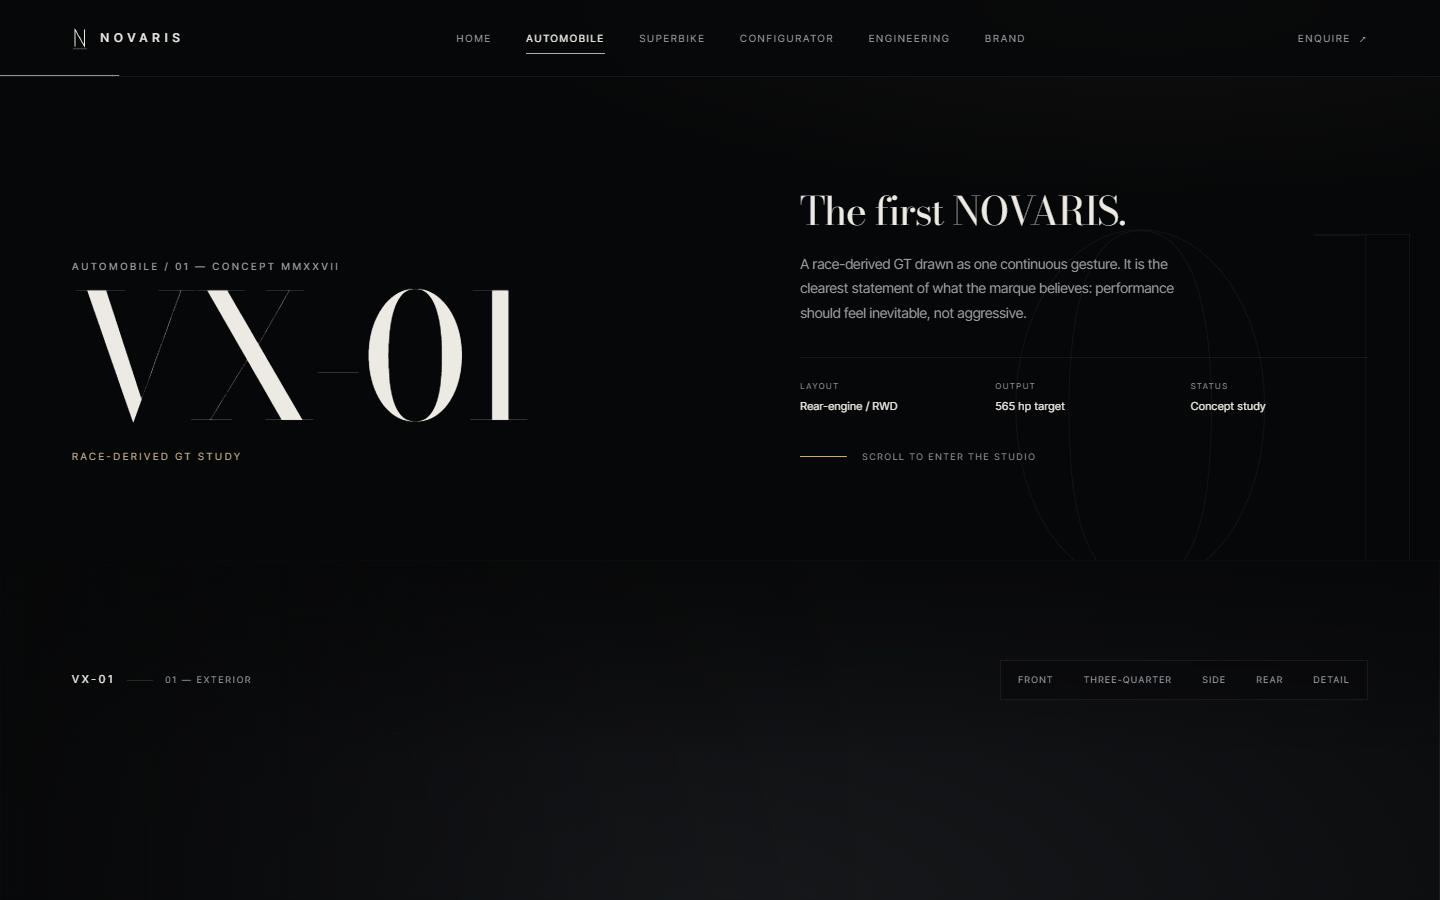 N NOVARIS
HOME AUTOMOBILE SUPERBIKE CONFIGURATOR ENGINEERING BRAND
ENQUIRE ↗
AUTOMOBILE / 01 — CONCEPT MMXXVII
VX-01
RACE-DERIVED GT STUDY
The first NOVARIS.
A race-derived GT drawn as one continuous gesture. It is the
clearest statement of what the marque believes: performance
should feel inevitable, not aggressive.
LAYOUT OUTPUT STATUS
Rear-engine / RWD 565 hp target Concept study
SCROLL TO ENTER THE STUDIO
01
VX-01 01 — EXTERIOR
FRONT THREE-QUARTER SIDE REAR DETAIL